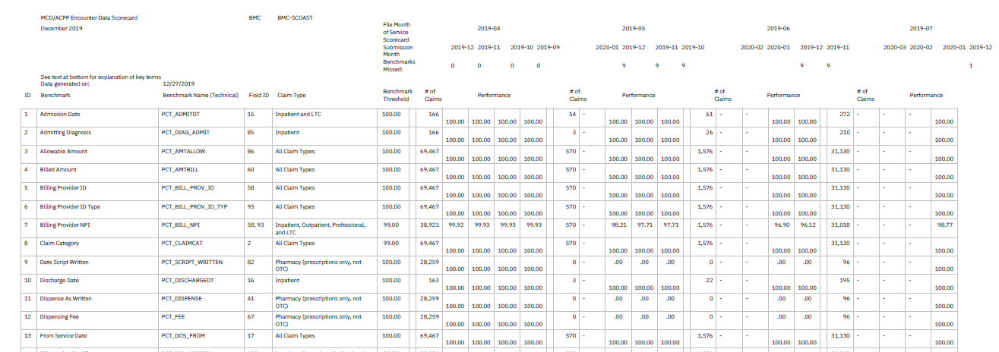 MCO/ACPP Encounter Data Scorecard BMC BMC-SCOAST
December 2019
File Month of Service 2019-04 2019-05 2019-06 2019-07
Scorecard Submission Month 2019-12 2019-11 2019-10 2019-09 2020-01 2019-12 2019-11 2019-10 2020-02 2020-01 2019-12 2019-11 2020-03 2020-02 2020-01 2019-12
Benchmarks Missed: 0 0 0 0 9 9 9 9 9 1
See text at bottom for explanation of key terms
Data generated on: 12/27/2019
ID Benchmark Benchmark Name (Technical) Field ID Claim Type Benchmark Threshold # of Claims Performance # of Claims Performance # of Claims Performance # of Claims Performance
1 Admission Date PCT_ADMITDT 15 Inpatient and LTC 100.00 166 100.00 100.00 100.00 100.00 54 - 100.00 100.00 100.00 61 - - 100.00 100.00 272 - - - 100.00
2 Admitting Diagnosis PCT_DIAG_ADMIT 85 Inpatient 100.00 166 100.00 100.00 100.00 100.00 3 - 100.00 100.00 100.00 26 - - 100.00 100.00 210 - - - 100.00
3 Allowable Amount PCT_AMTALLOW 86 All Claim Types 100.00 69,467 100.00 100.00 100.00 100.00 570 - 100.00 100.00 100.00 1,576 - - 100.00 100.00 31,130 - - - 100.00
4 Billed Amount PCT_AMTBILL 60 All Claim Types 100.00 69,467 100.00 100.00 100.00 100.00 570 - 100.00 100.00 100.00 1,576 - - 100.00 100.00 31,130 - - - 100.00
5 Billing Provider ID PCT_BILL_PROV_ID 58 All Claim Types 100.00 69,467 100.00 100.00 100.00 100.00 570 - 100.00 100.00 100.00 1,576 - - 100.00 100.00 31,130 - - - 100.00
6 Billing Provider ID Type PCT_BILL_PROV_ID_TYP 93 All Claim Types 100.00 69,467 100.00 100.00 100.00 100.00 570 - 100.00 100.00 100.00 1,576 - - 100.00 100.00 31,130 - - - 100.00
7 Billing Provider NPI PCT_BILL_NPI 58, 93 Inpatient, Outpatient, Professional, and LTC 99.00 38,921 99.92 99.93 99.93 99.93 570 - 98.21 97.71 97.71 1,576 - - 96.90 96.12 31,018 - - - 98.77
8 Claim Category PCT_CLAIMCAT 2 All Claim Types 99.00 69,467 100.00 100.00 100.00 100.00 570 - 100.00 100.00 100.00 1,576 - - 100.00 100.00 31,130 - - - 100.00
9 Date Script Written PCT_SCRIPT_WRITTEN 82 Pharmacy (prescriptions only, not OTC) 100.00 28,259 100.00 100.00 100.00 100.00 0 - .00 .00 .00 0 - - .00 .00 96 - - - 100.00
10 Discharge Date PCT_DISCHARGEDT 16 Inpatient 100.00 163 100.00 100.00 100.00 100.00 3 - 100.00 100.00 100.00 22 - - 100.00 100.00 195 - - - 100.00
11 Dispense As Written PCT_DISPENSE 41 Pharmacy (prescriptions only, not OTC) 100.00 28,259 100.00 100.00 100.00 100.00 0 - .00 .00 .00 0 - - .00 .00 96 - - - 100.00
12 Dispensing Fee PCT_FEE 67 Pharmacy (prescriptions only, not OTC) 100.00 28,259 100.00 100.00 100.00 100.00 0 - .00 .00 .00 0 - - .00 .00 96 - - - 100.00
13 From Service Date PCT_DOS_FROM 17 All Claim Types 100.00 69,467 100.00 100.00 100.00 100.00 570 - 100.00 100.00 100.00 1,576 - - 100.00 100.00 31,130 - - - 100.00